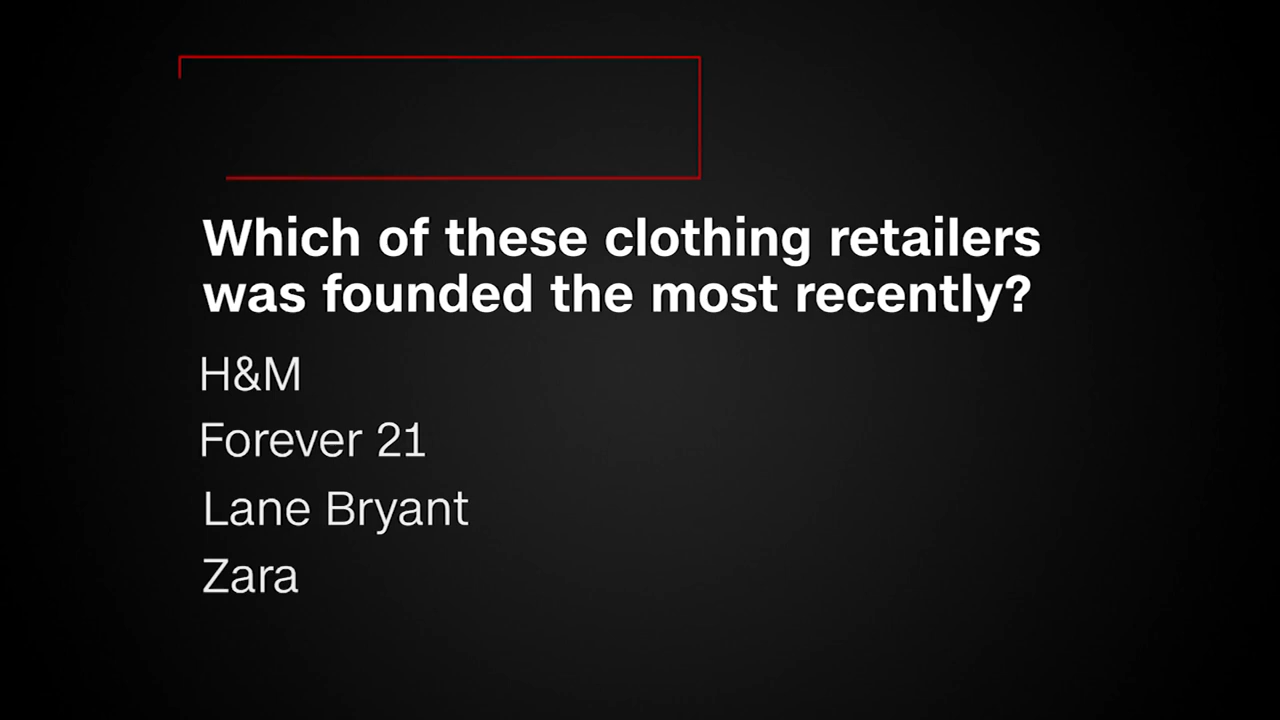 Which of these clothing retailers
was founded the most recently?
H&M
Forever 21
Lane Bryant
Zara